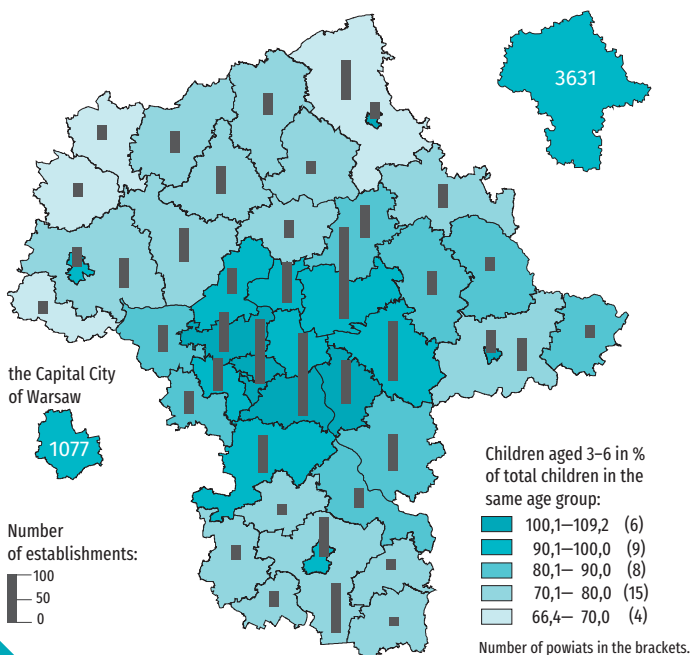 3631
the Capital City
of Warsaw
1077
Number
of establishments:
100
50
0
Children aged 3–6 in %
of total children in the
same age group:
100,1—109,2 (6)
90,1—100,0 (9)
80,1— 90,0 (8)
70,1— 80,0 (15)
66,4— 70,0 (4)
Number of powiats in the brackets.